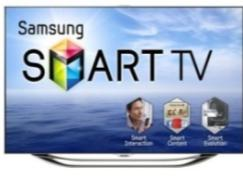 Samsung
SMART TV
Smart Interaction
Smart Content
Smart Evolution